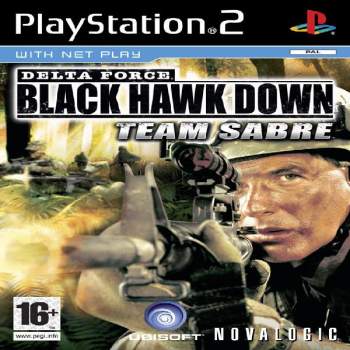 PlayStation®2
WITH NET PLAY
PAL
DELTA FORCE
BLACK HAWK DOWN
TEAM SABRE
16+
www.pegi.info
UBISOFT
NOVALOGIC